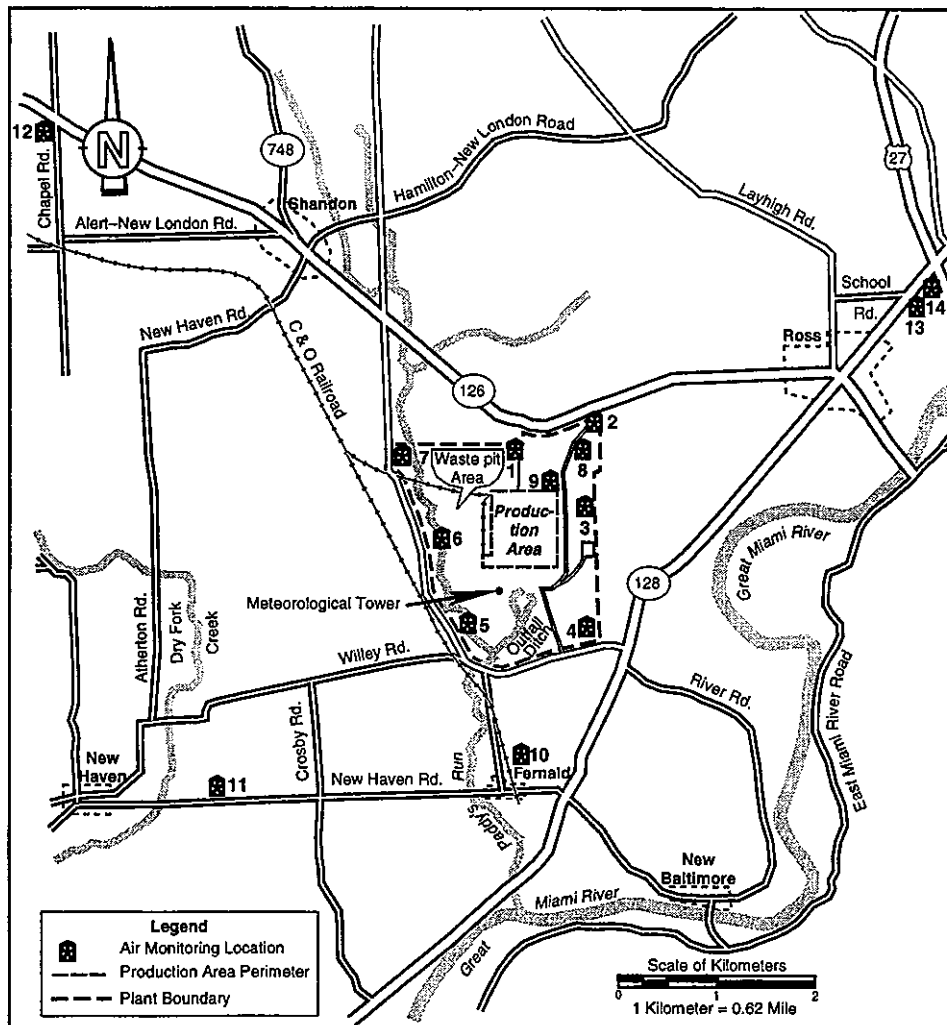 12
N
Chapel Rd.
748
Shandon
Alert–New London Rd.
Hamilton–New London Road
27
Layhigh Rd.
School
Rd.
14
13
Ross
New Haven Rd.
C & O Railroad
126
2
7
Waste pit
Area
1
8
9
Produc-
tion
Area
3
6
Great Miami River
128
Meteorological Tower
5
Outfall
Ditch
4
Atherton Rd.
Dry Fork
Creek
Willey Rd.
River Rd.
East Miami River Road
Crosby Rd.
New
Haven
11
New Haven Rd.
Paddy's
Run
10
Fernald
New
Baltimore
Great
Miami River
Legend
Air Monitoring Location
Production Area Perimeter
Plant Boundary
Scale of Kilometers
0 1 2
1 Kilometer = 0.62 Mile